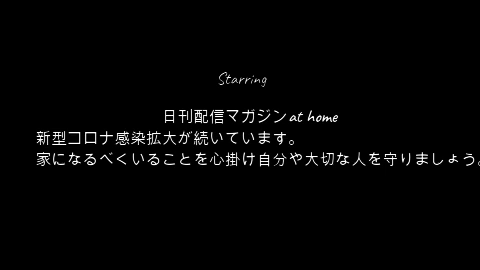 Starring
日刊配信マガジンat home
新型コロナ感染拡大が続いています。
家になるべくいることを心掛け自分や大切な人を守りましょう。